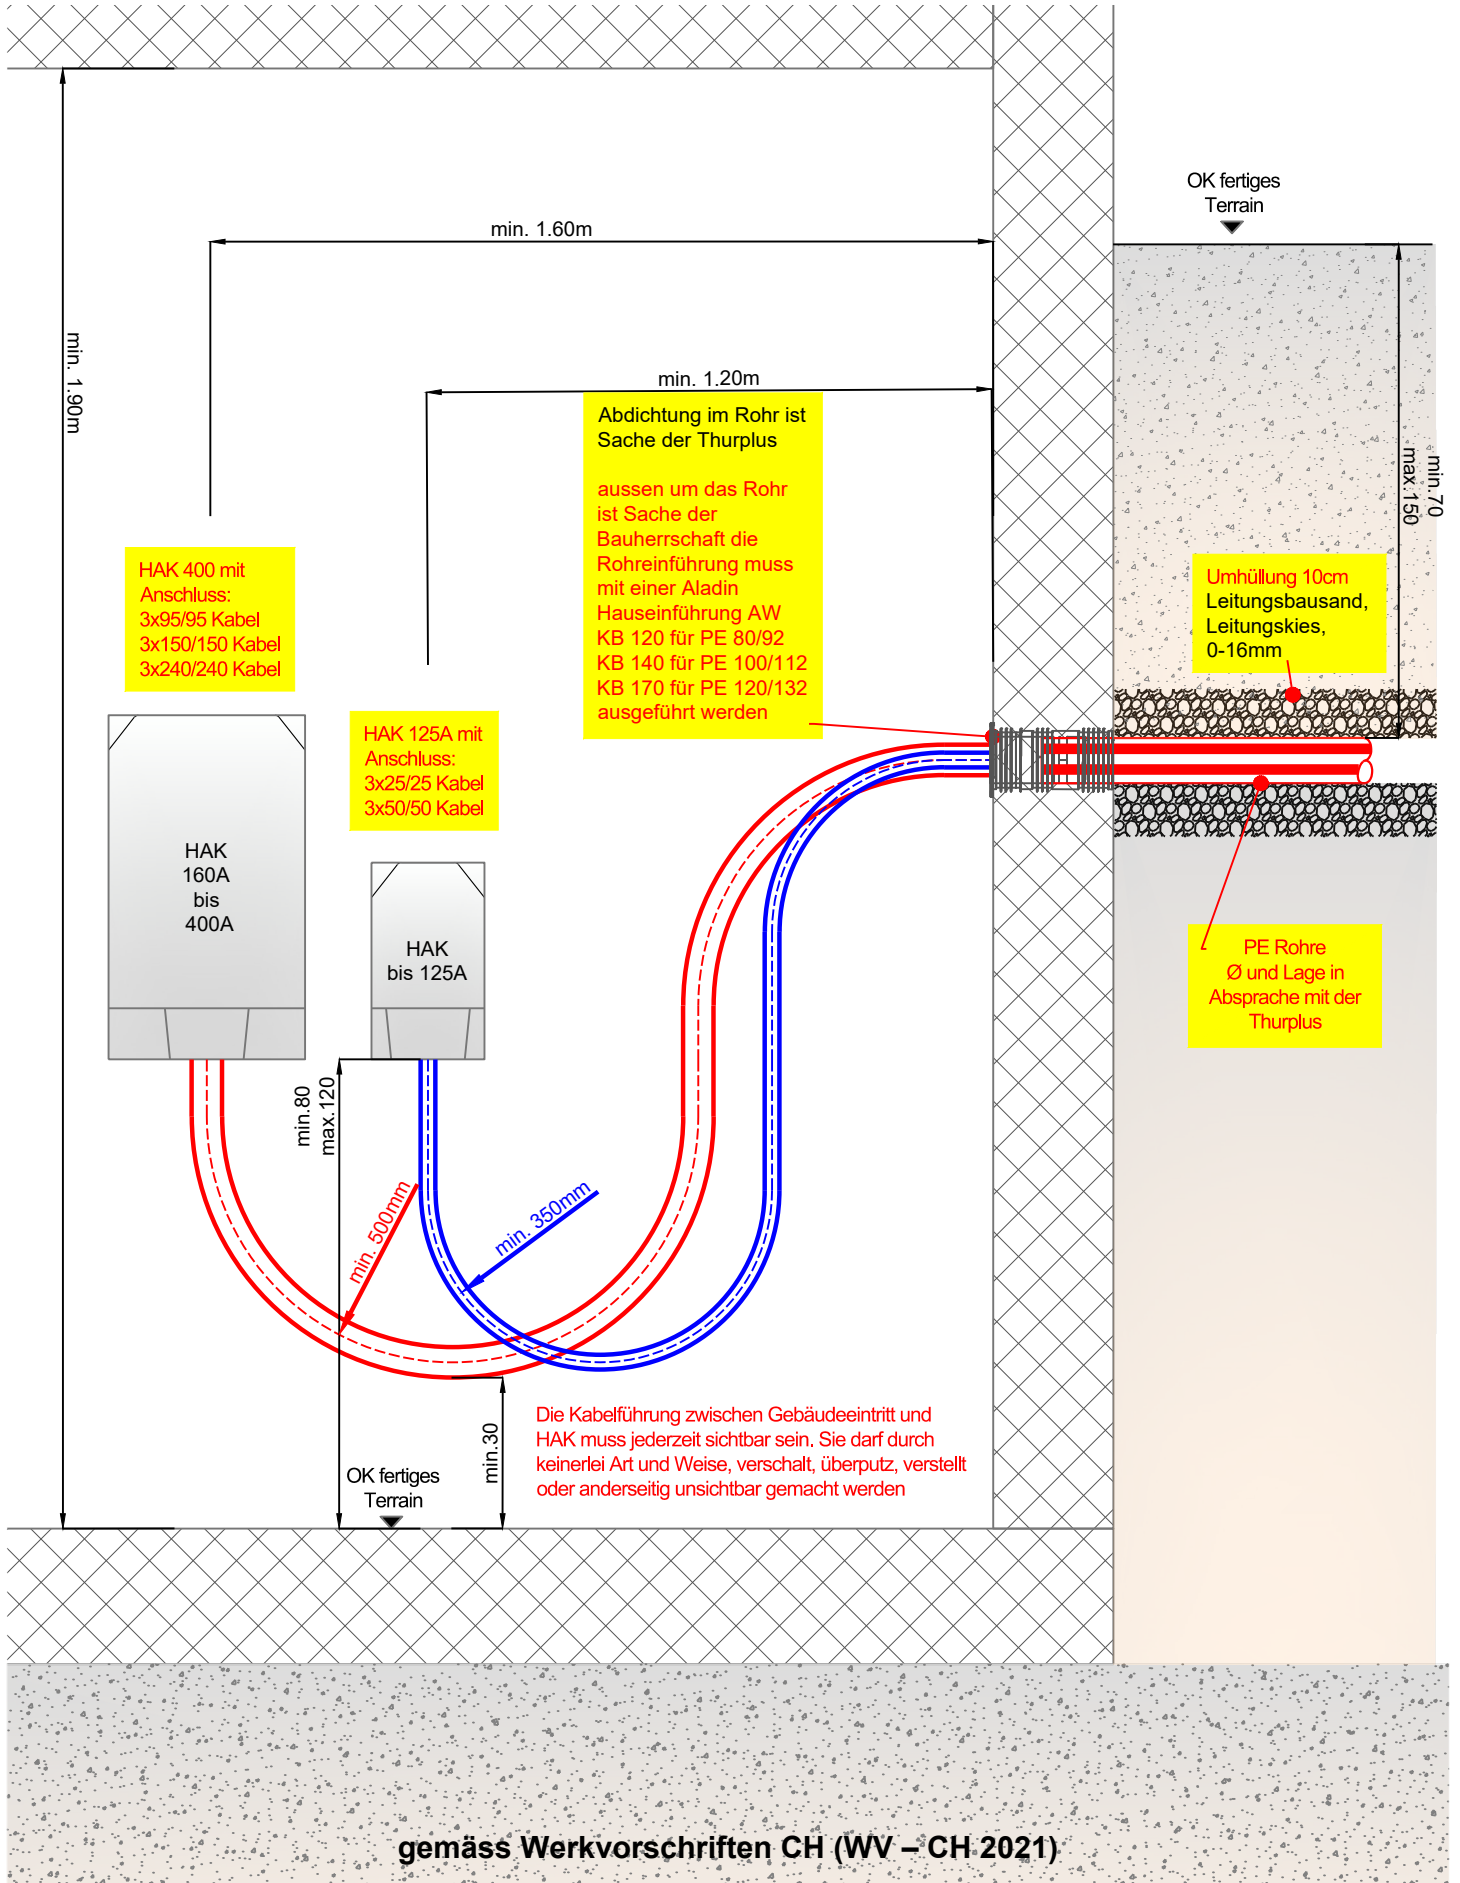 OK fertiges
Terrain
min. 1.60m
min. 1.90m
min. 1.20m
Abdichtung im Rohr ist
Sache der Thurplus
aussen um das Rohr
ist Sache der
Bauherrschaft die
Rohreinführung muss
mit einer Aladin
Hauseinführung AW
KB 120 für PE 80/92
KB 140 für PE 100/112
KB 170 für PE 120/132
ausgeführt werden
min.70
max.150
HAK 400 mit
Anschluss:
3x95/95 Kabel
3x150/150 Kabel
3x240/240 Kabel
Umhüllung 10cm
Leitungsbausand,
Leitungskies,
0-16mm
HAK 125A mit
Anschluss:
3x25/25 Kabel
3x50/50 Kabel
HAK
160A
bis
400A
HAK
bis 125A
PE Rohre
Ø und Lage in
Absprache mit der
Thurplus
min.80
max.120
min. 500mm
min. 350mm
min.30
Die Kabelführung zwischen Gebäudeeintritt und
HAK muss jederzeit sichtbar sein. Sie darf durch
keinerlei Art und Weise, verschalt, überputz, verstellt
oder anderseitig unsichtbar gemacht werden
OK fertiges
Terrain
gemäss Werkvorschriften CH (WV – CH 2021)